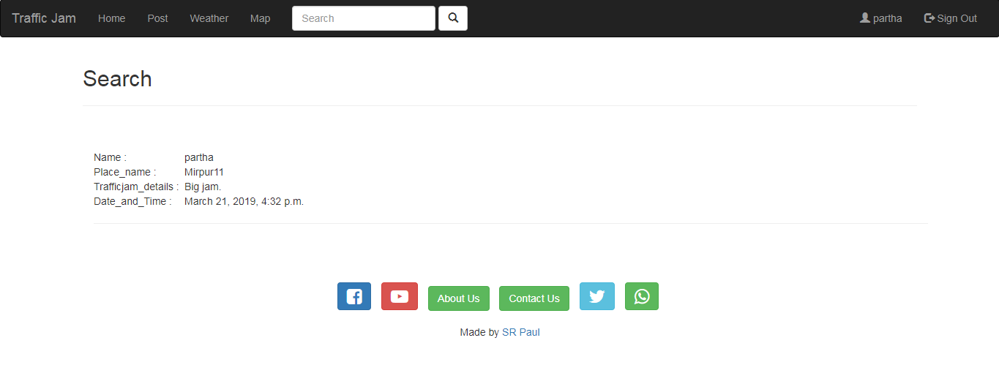 Traffic Jam Home Post Weather Map Search partha Sign Out
Search
Name : partha
Place_name : Mirpur11
Trafficjam_details : Big jam.
Date_and_Time : March 21, 2019, 4:32 p.m.
About Us Contact Us
Made by SR Paul